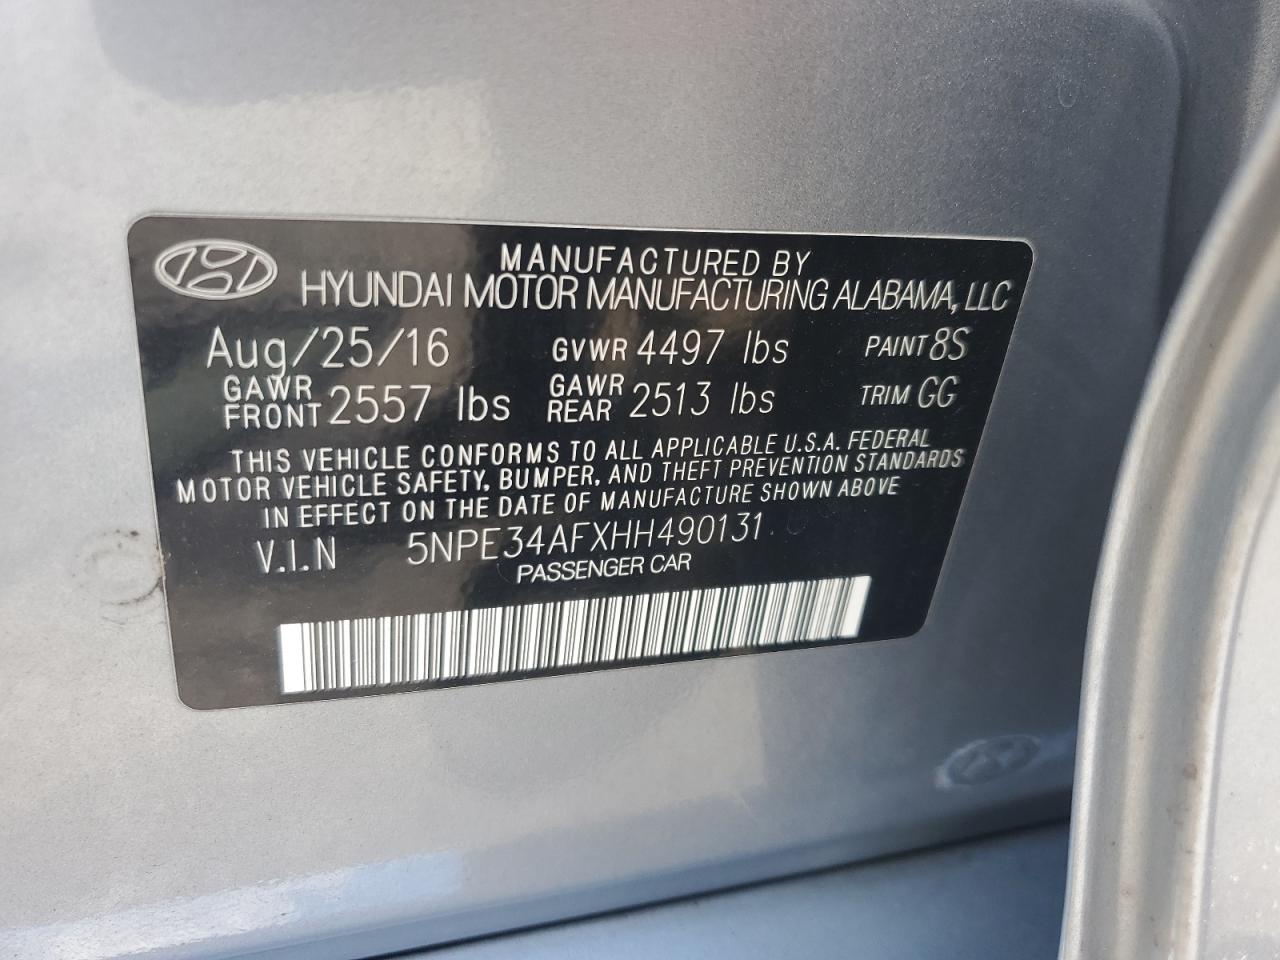 MANUFACTURED BY
HYUNDAI MOTOR MANUFACTURING ALABAMA, LLC
Aug/25/16 GVWR 4497 lbs PAINT 8S
GAWR FRONT 2557 lbs GAWR REAR 2513 lbs TRIM GG
THIS VEHICLE CONFORMS TO ALL APPLICABLE U.S.A. FEDERAL
MOTOR VEHICLE SAFETY, BUMPER, AND THEFT PREVENTION STANDARDS
IN EFFECT ON THE DATE OF MANUFACTURE SHOWN ABOVE
V.I.N 5NPE34AFXHH490131
PASSENGER CAR